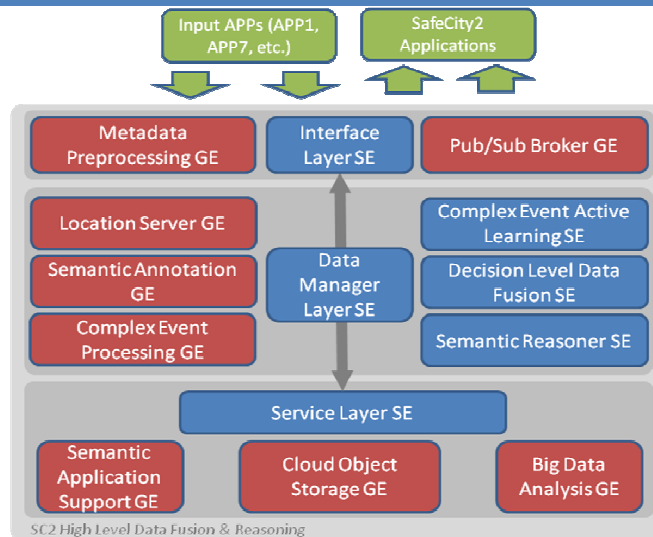 Input APPs (APP1,
APP7, etc.)
SafeCity2
Applications
Metadata
Preprocessing GE
Interface
Layer SE
Pub/Sub Broker GE
Location Server GE
Semantic Annotation
GE
Complex Event
Processing GE
Data
Manager
Layer SE
Complex Event Active
Learning SE
Decision Level Data
Fusion SE
Semantic Reasoner SE
Service Layer SE
Semantic
Application
Support GE
Cloud Object
Storage GE
Big Data
Analysis GE
SC2 High Level Data Fusion & Reasoning